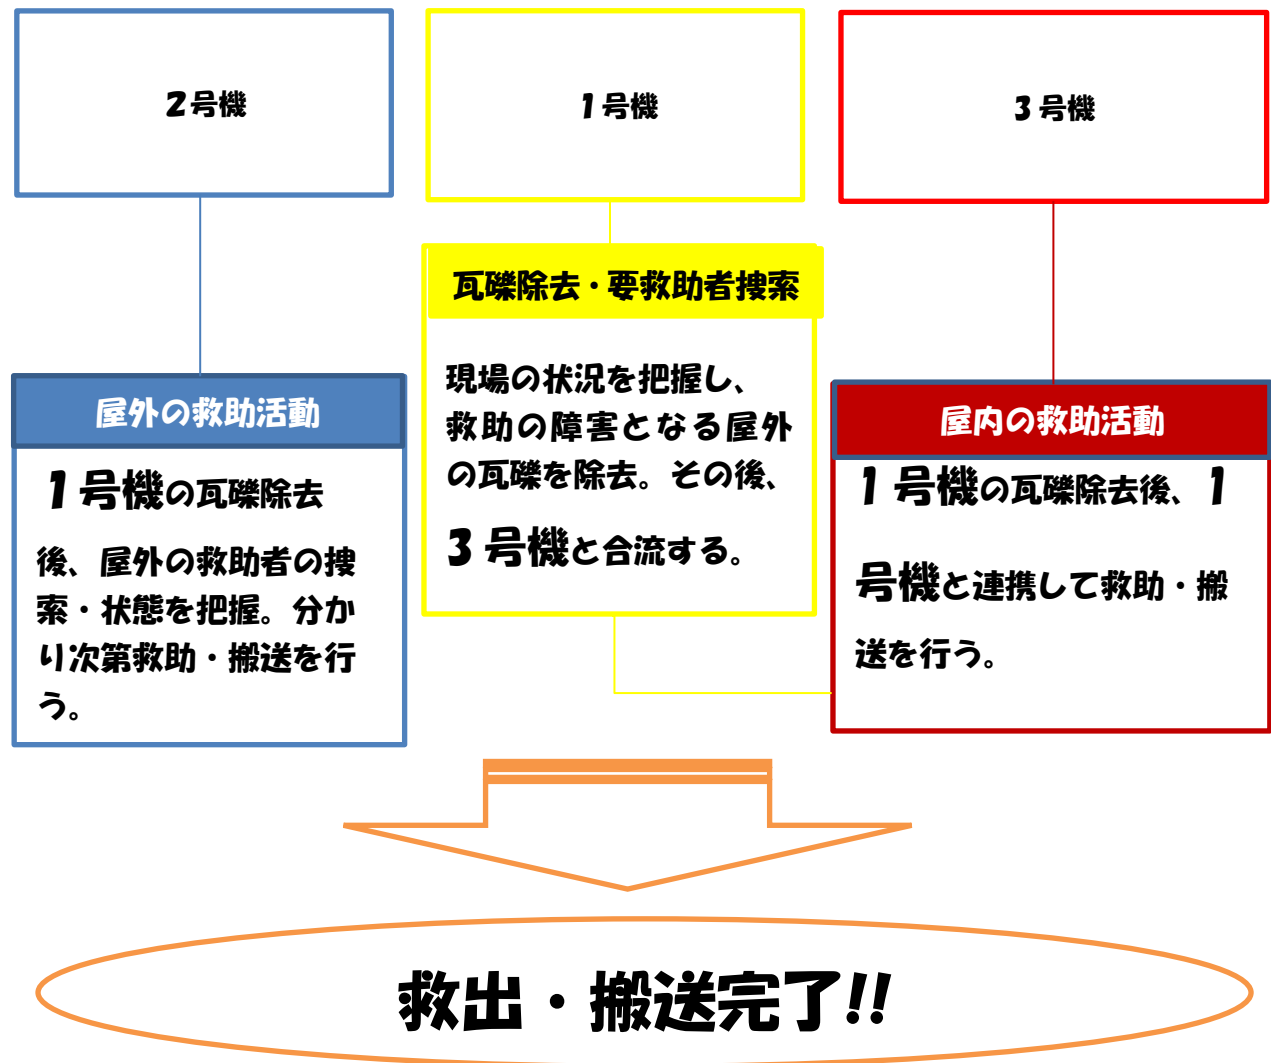 2号機
1号機
3号機
瓦礫除去・要救助者捜索
現場の状況を把握し、
救助の障害となる屋外
の瓦礫を除去。その後、
3号機と合流する。
屋外の救助活動
1号機の瓦礫除去
後、屋外の救助者の捜
索・状態を把握。分か
り次第救助・搬送を行
う。
屋内の救助活動
1号機の瓦礫除去後、1
号機と連携して救助・搬
送を行う。
救出・搬送完了!!